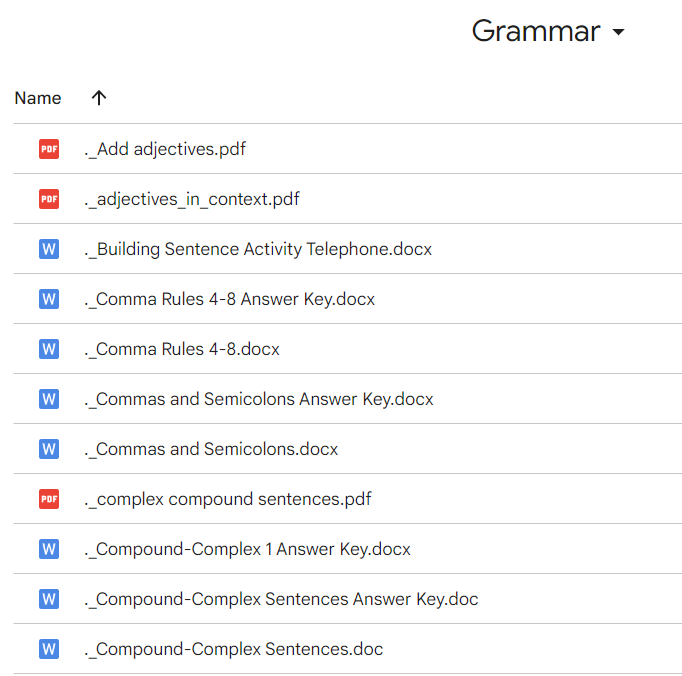 Grammar
Name
PDF ._Add adjectives.pdf
PDF ._adjectives_in_context.pdf
W ._Building Sentence Activity Telephone.docx
W ._Comma Rules 4-8 Answer Key.docx
W ._Comma Rules 4-8.docx
W ._Commas and Semicolons Answer Key.docx
W ._Commas and Semicolons.docx
PDF ._complex compound sentences.pdf
W ._Compound-Complex 1 Answer Key.docx
W ._Compound-Complex Sentences Answer Key.doc
W ._Compound-Complex Sentences.doc